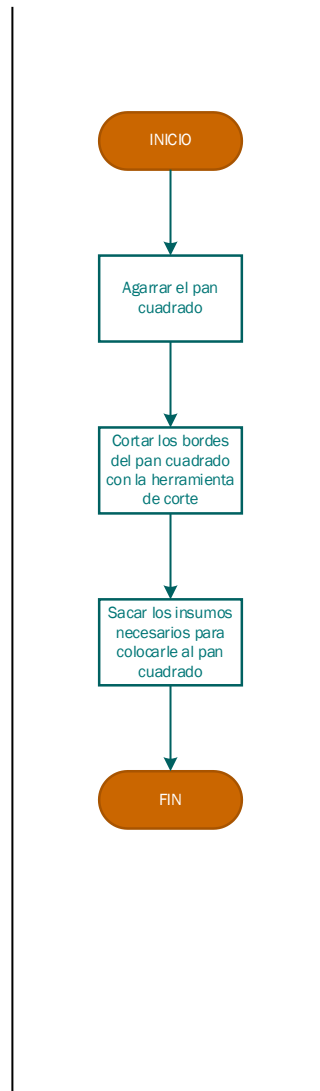 INICIO
Agarrar el pan
cuadrado
Cortar los bordes
del pan cuadrado
con la herramienta
de corte
Sacar los insumos
necesarios para
colocarle al pan
cuadrado
FIN